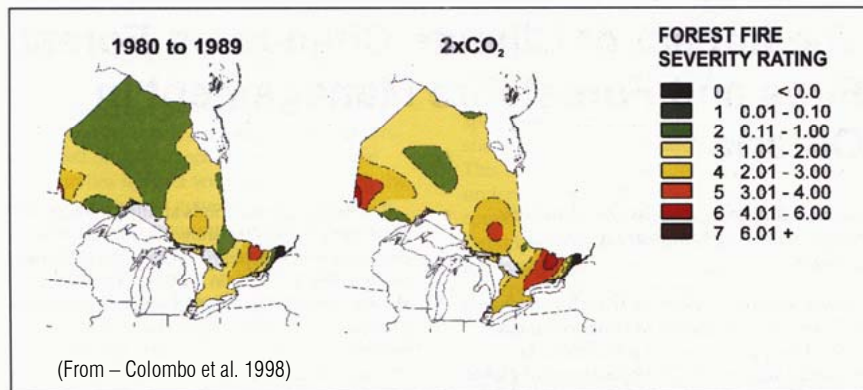 1980 to 1989
2xCO₂
FOREST FIRE
SEVERITY RATING
0 < 0.0
1 0.01 - 0.10
2 0.11 - 1.00
3 1.01 - 2.00
4 2.01 - 3.00
5 3.01 - 4.00
6 4.01 - 6.00
7 6.01 +
(From – Colombo et al. 1998)